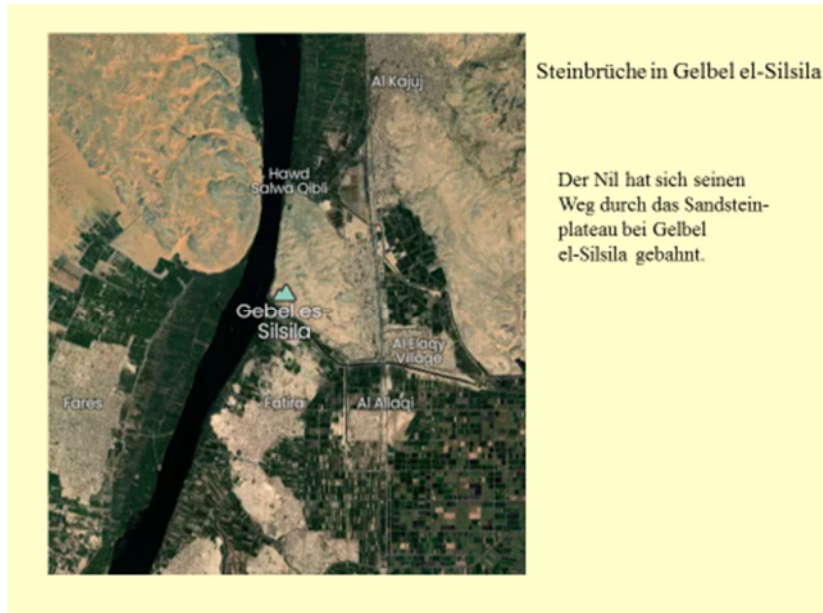 Steinbrüche in Gelbel el-Silsila
Der Nil hat sich seinen
Weg durch das Sandstein-
plateau bei Gelbel
el-Silsila gebahnt.
Al Kajuj
Hawd
Salwa Qibli
Gebel es-
Silsila
Al Elaqy
Village
Fares
Fatira
Al Allaqi